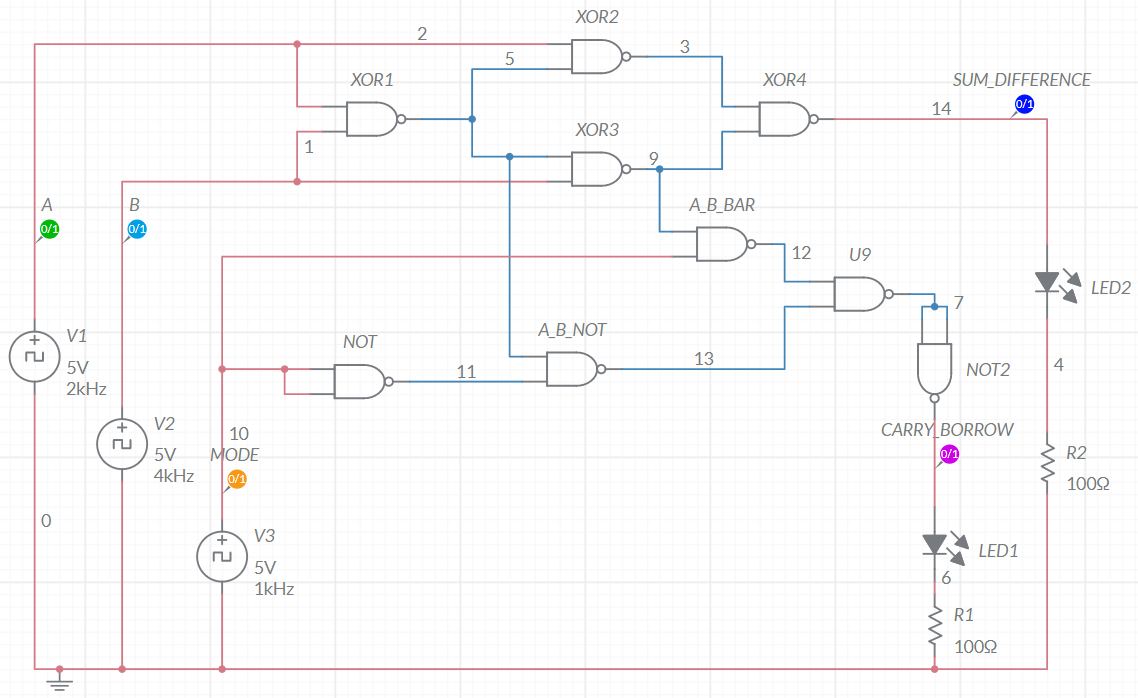 XOR2
2
3
5
XOR1
XOR4
SUM_DIFFERENCE
0/1
14
XOR3
1
9
A
B
A_B_BAR
0/1
0/1
12
U9
LED2
7
V1
5V
2kHz
NOT
A_B_NOT
11
13
NOT2
4
V2
5V
4kHz
10
MODE
0/1
CARRY_BORROW
0/1
R2
100Ω
0
V3
5V
1kHz
LED1
6
R1
100Ω